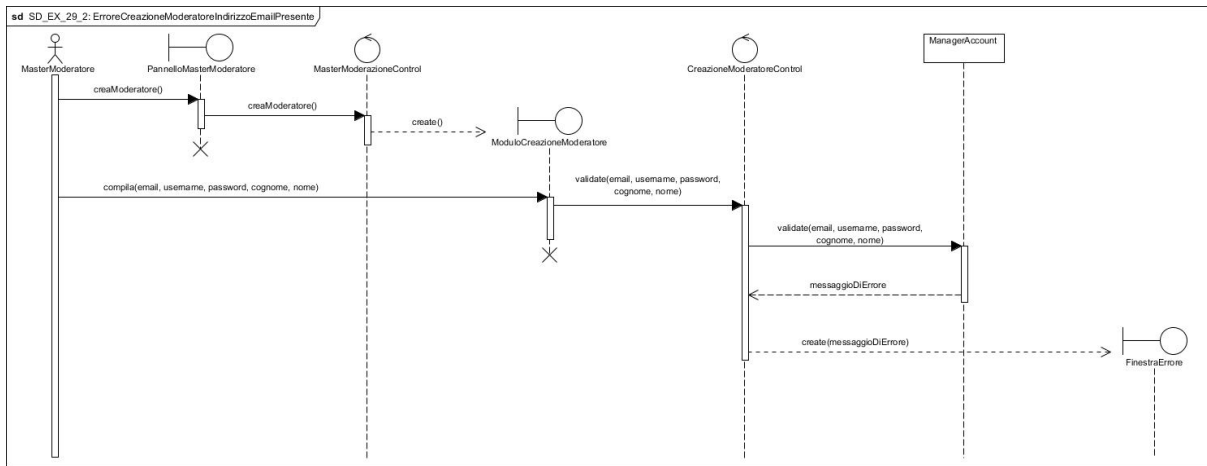 sd SD_EX_29_2: ErroreCreazioneModeratoreIndirizzoEmailPresente
MasterModeratore
PannelloMasterModeratore
MasterModerazioneControl
CreazioneModeratoreControl
ManagerAccount
creaModeratore()
creaModeratore()
create()
ModuloCreazioneModeratore
compila(email, username, password, cognome, nome)
validate(email, username, password,
cognome, nome)
validate(email, username, password,
cognome, nome)
messaggioDiErrore
create(messaggioDiErrore)
FinestraErrore